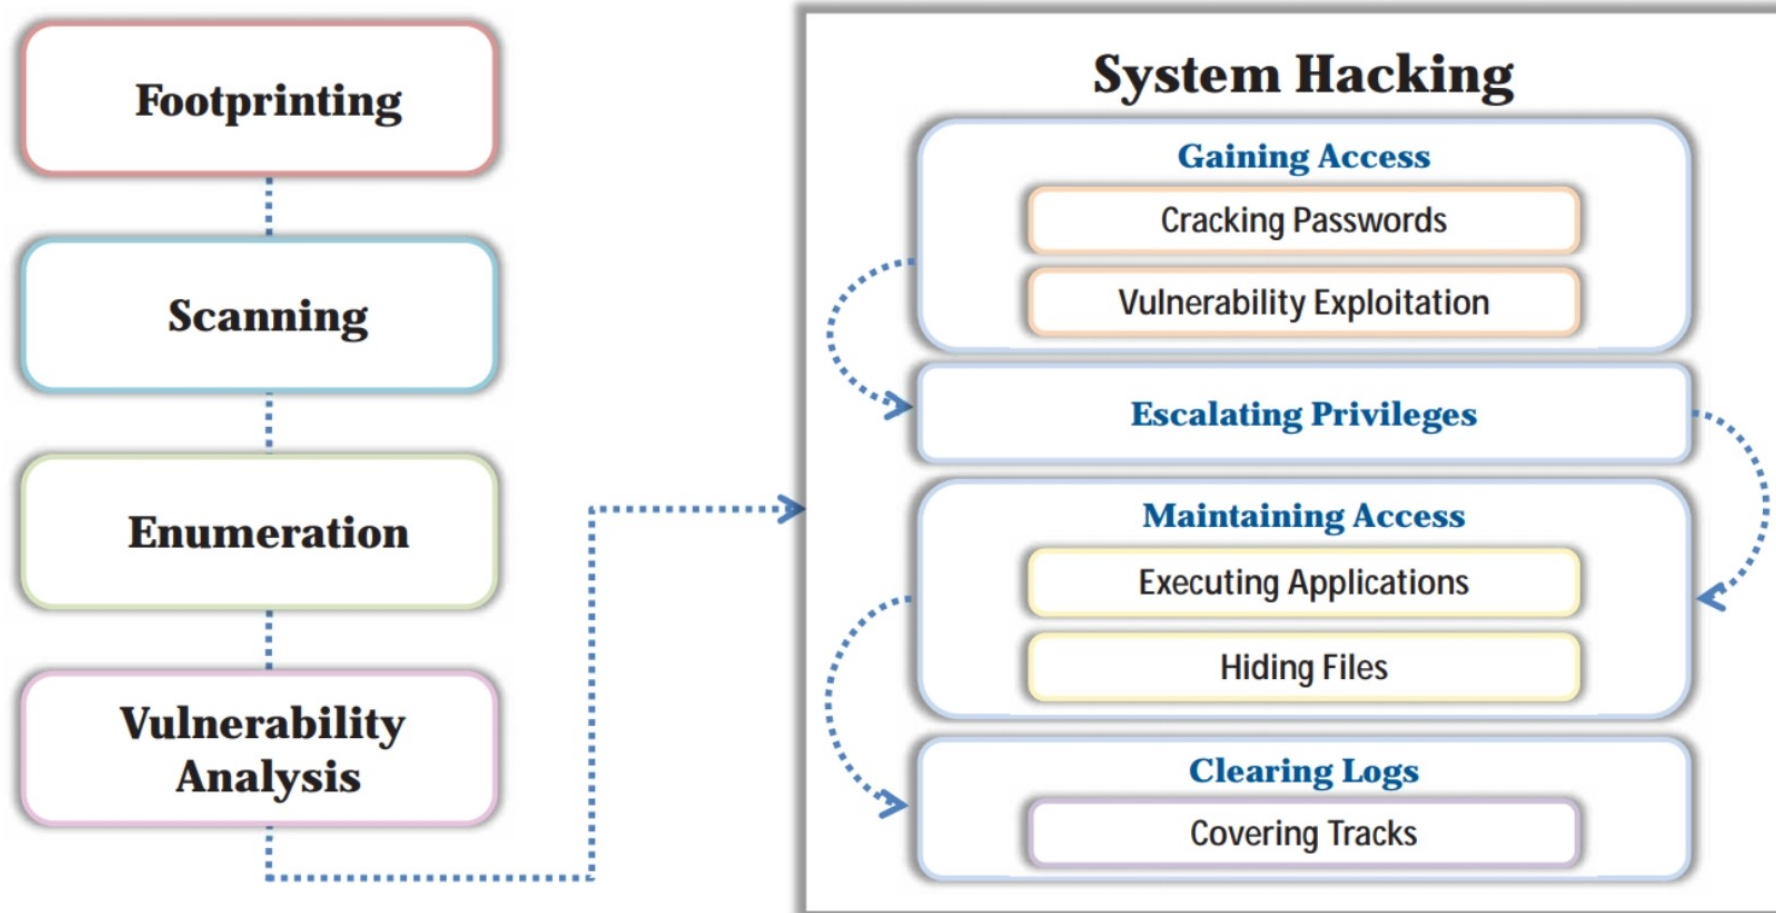 Footprinting
Scanning
Enumeration
Vulnerability
Analysis
System Hacking
Gaining Access
Cracking Passwords
Vulnerability Exploitation
Escalating Privileges
Maintaining Access
Executing Applications
Hiding Files
Clearing Logs
Covering Tracks